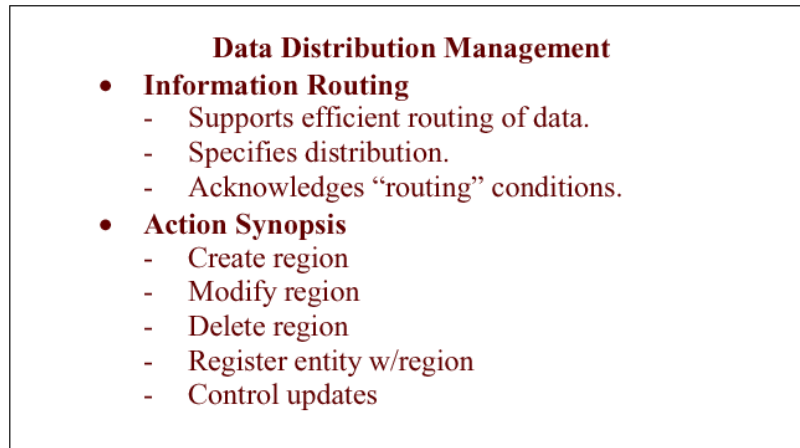 Data Distribution Management
• Information Routing
- Supports efficient routing of data.
- Specifies distribution.
- Acknowledges “routing” conditions.
• Action Synopsis
- Create region
- Modify region
- Delete region
- Register entity w/region
- Control updates